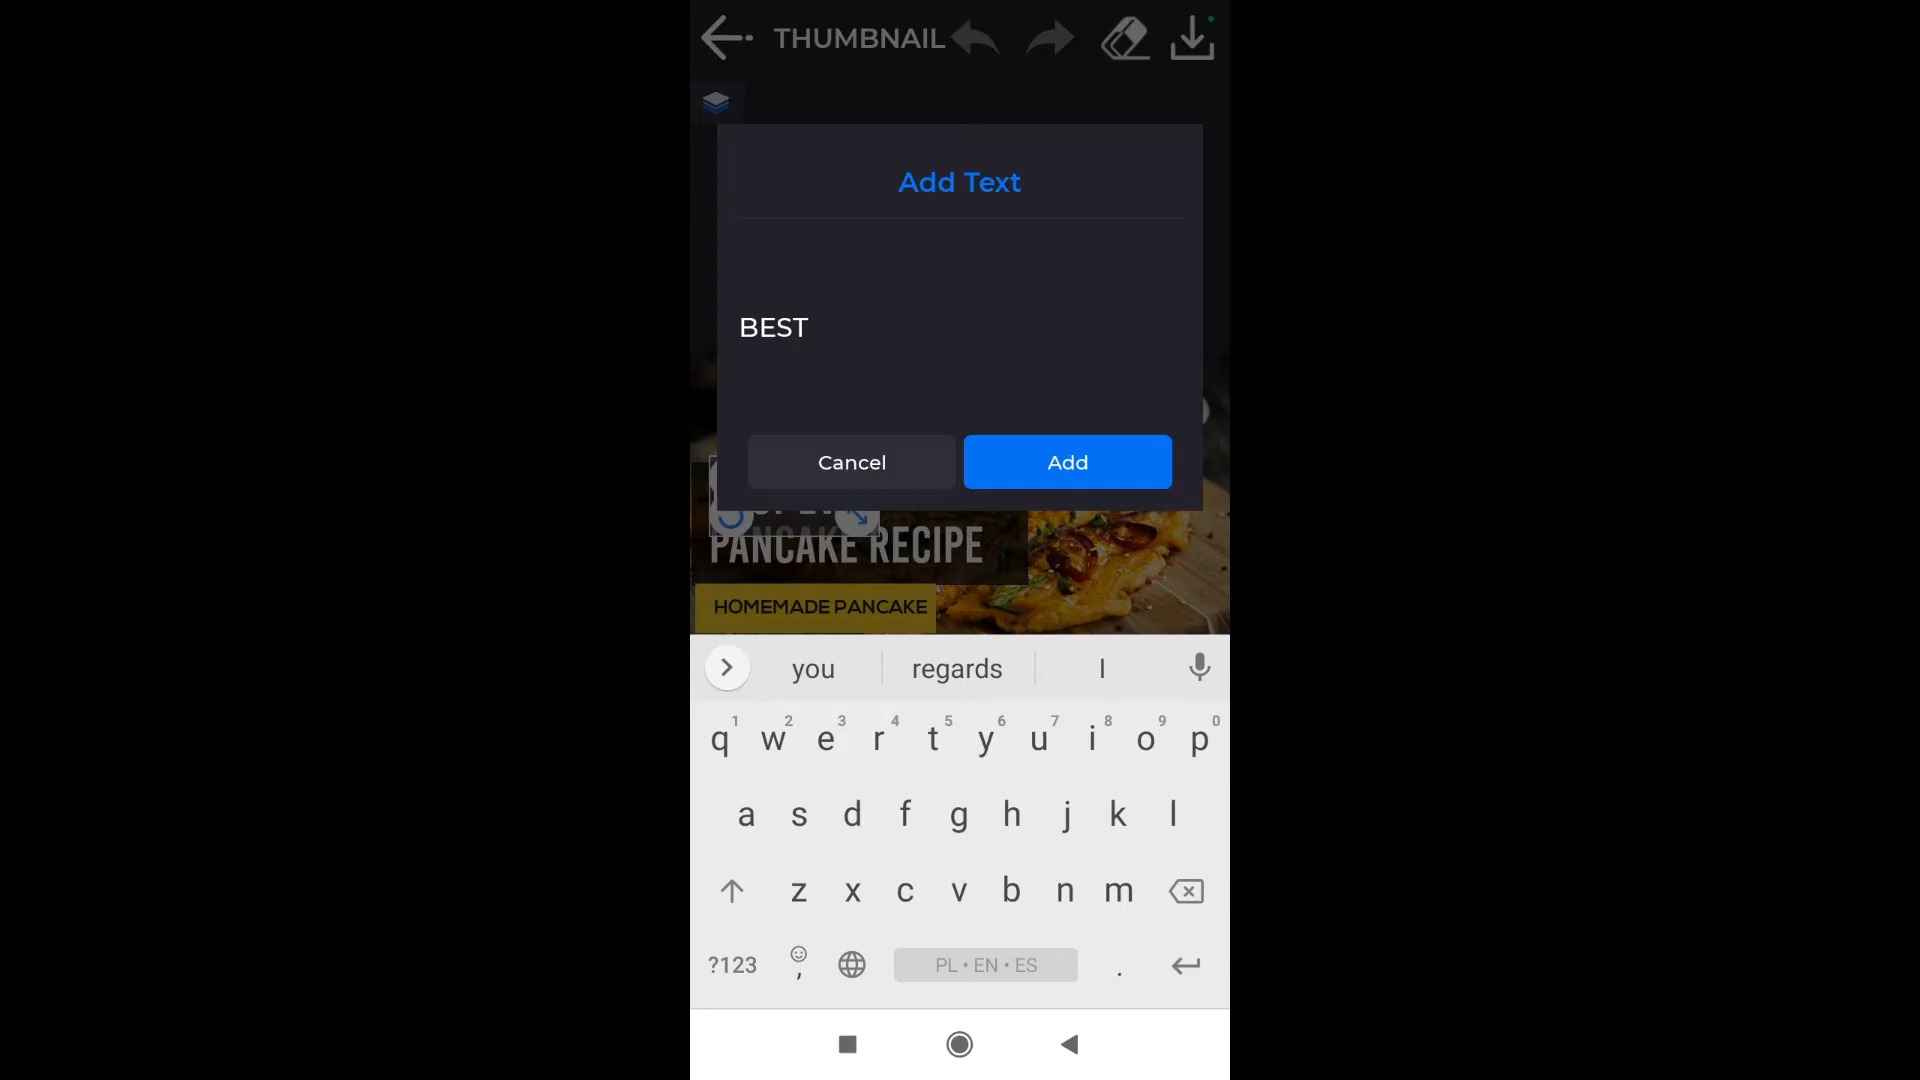 THUMBNAIL
Add Text
BEST
Cancel
Add
PANCAKE RECIPE
HOMEMADE PANCAKE
you
regards
I
1 2 3 4 5 6 7 8 9 0
q w e r t y u i o p
a s d f g h j k l
z x c v b n m
?123 , PL • EN • ES .